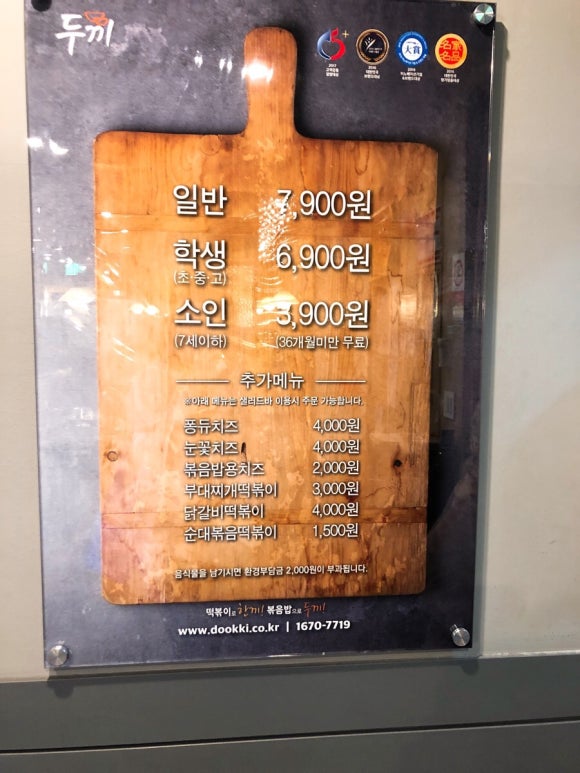 두끼
일반 7,900원
학생 6,900원
(초 중 고)
소인 3,900원
(7세이하) (36개월미만 무료)
추가메뉴
※아래 메뉴는 샐러드바 이용시 주문 가능합니다.
퐁듀치즈 4,000원
눈꽃치즈 4,000원
볶음밥용치즈 2,000원
부대찌개떡볶이 3,000원
닭갈비떡볶이 4,000원
순대볶음떡볶이 1,500원
음식물을 남기시면 환경부담금 2,000원이 부과됩니다.
떡볶이로 한끼! 볶음밥으로 두끼!
www.dookki.co.kr | 1670-7719